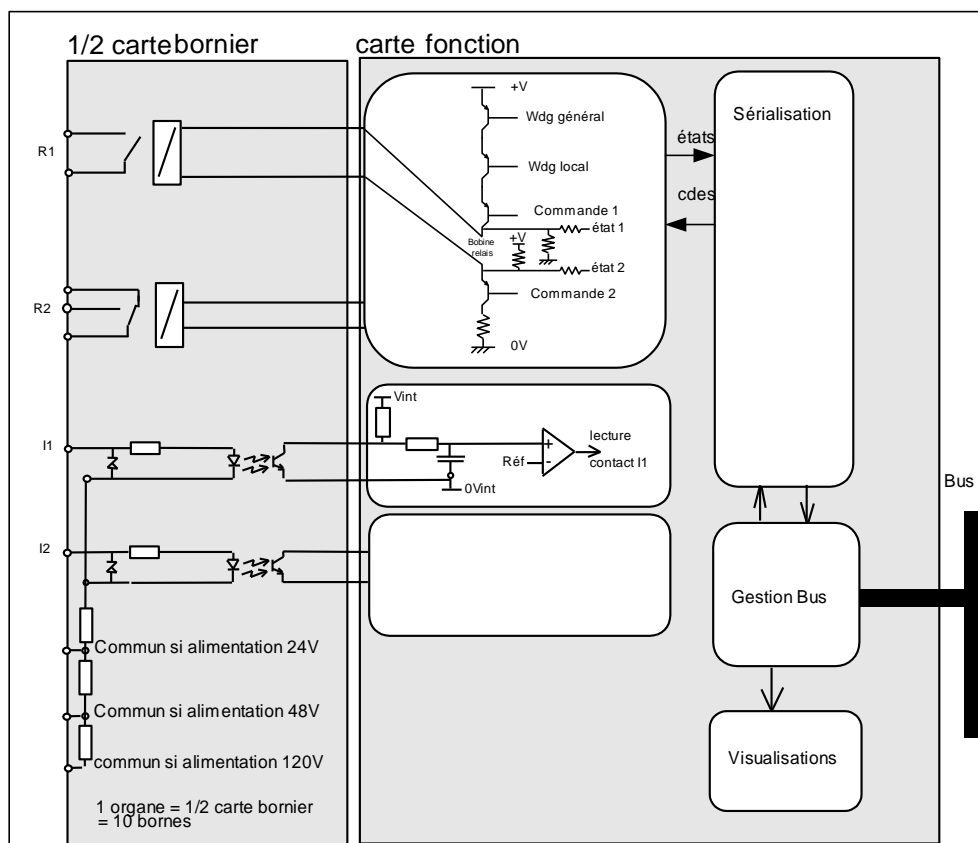 1/2 carte bornier
carte fonction
+V
Wdg général
Wdg local
Commande 1
+V
état 1
Bobine
relais
état 2
Commande 2
0V
états
cdes
Sérialisation
R1
R2
I1
I2
Vint
Réf
+
-
lecture
contact I1
0Vint
Bus
Gestion Bus
Visualisations
Commun si alimentation 24V
Commun si alimentation 48V
commun si alimentation 120V
1 organe = 1/2 carte bornier
= 10 bornes